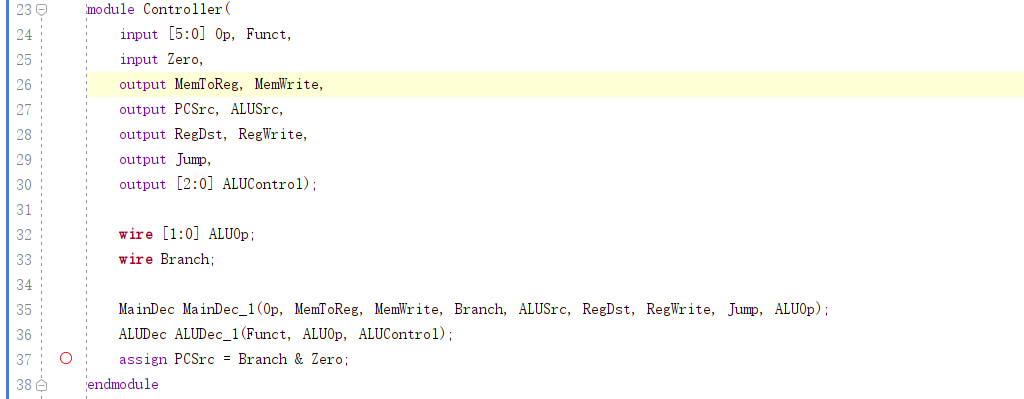 23 module Controller(
24 input [5:0] Op, Funct,
25 input Zero,
26 output MemToReg, MemWrite,
27 output PCSrc, ALUSrc,
28 output RegDst, RegWrite,
29 output Jump,
30 output [2:0] ALUControl);
31
32 wire [1:0] ALUOp;
33 wire Branch;
34
35 MainDec MainDec_1(Op, MemToReg, MemWrite, Branch, ALUSrc, RegDst, RegWrite, Jump, ALUOp);
36 ALUDec ALUDec_1(Funct, ALUOp, ALUControl);
37 assign PCSrc = Branch & Zero;
38 endmodule